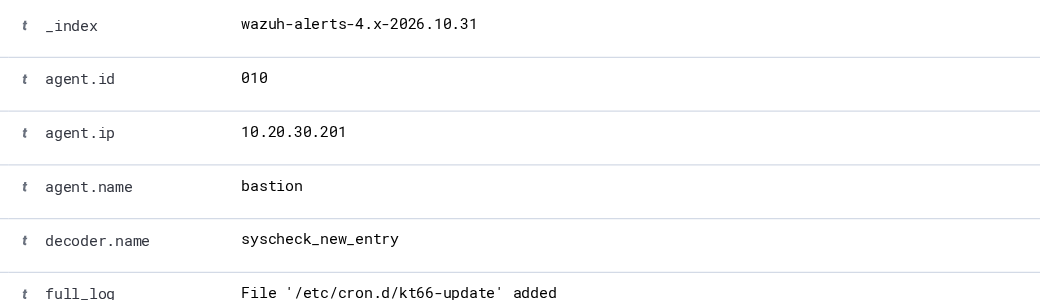 t _index wazuh-alerts-4.x-2026.10.31
t agent.id 010
t agent.ip 10.20.30.201
t agent.name bastion
t decoder.name syscheck_new_entry
t full_log File '/etc/cron.d/kt66-update' added